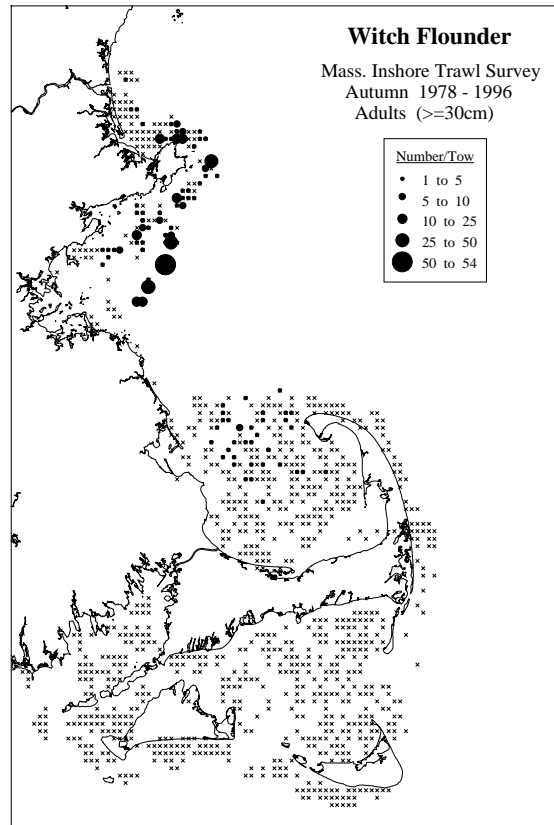 Witch Flounder
Mass. Inshore Trawl Survey
Autumn 1978 - 1996
Adults (>=30cm)
Number/Tow
1 to 5
5 to 10
10 to 25
25 to 50
50 to 54